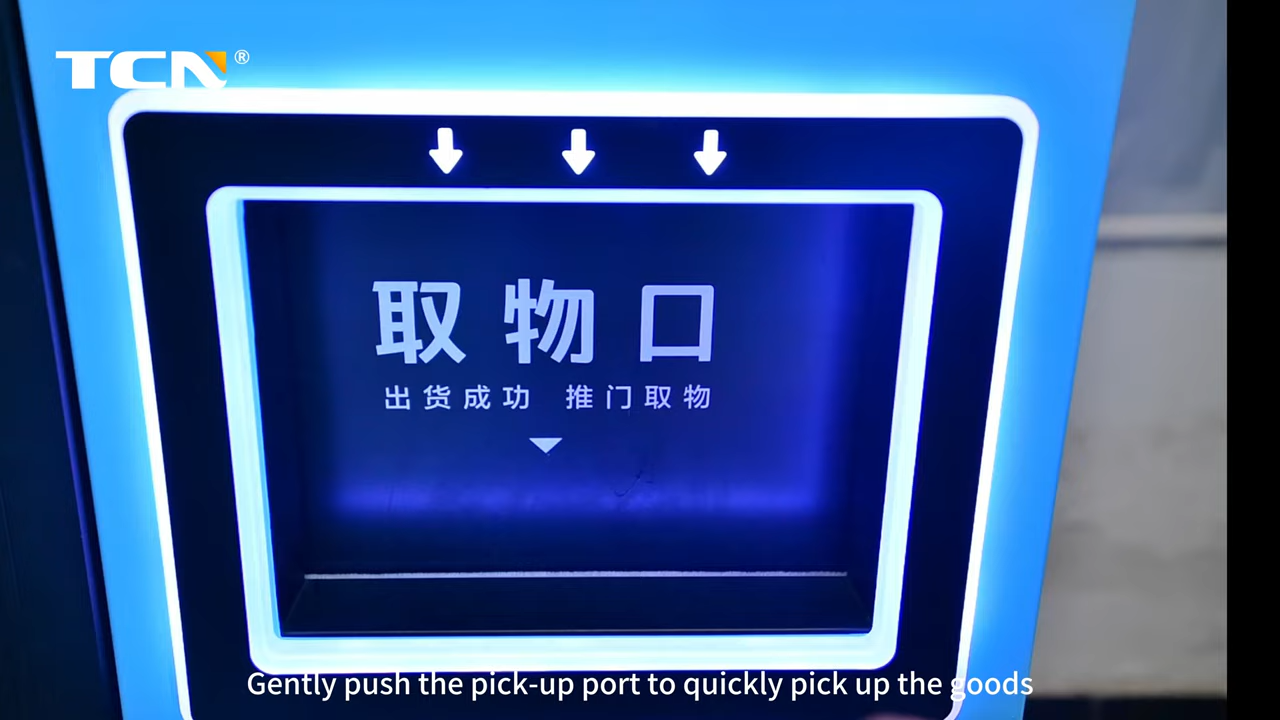 TCN®
取物口
出货成功 推门取物
Gently push the pick-up port to quickly pick up the goods